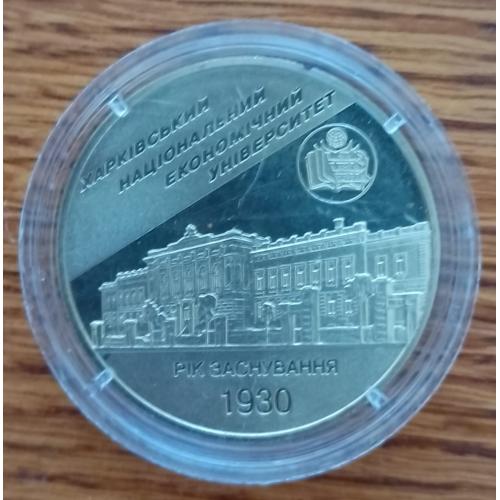 ХАРКІВСЬКИЙ
НАЦІОНАЛЬНИЙ
ЕКОНОМІЧНИЙ
УНІВЕРСИТЕТ
РІК ЗАСНУВАННЯ
1930